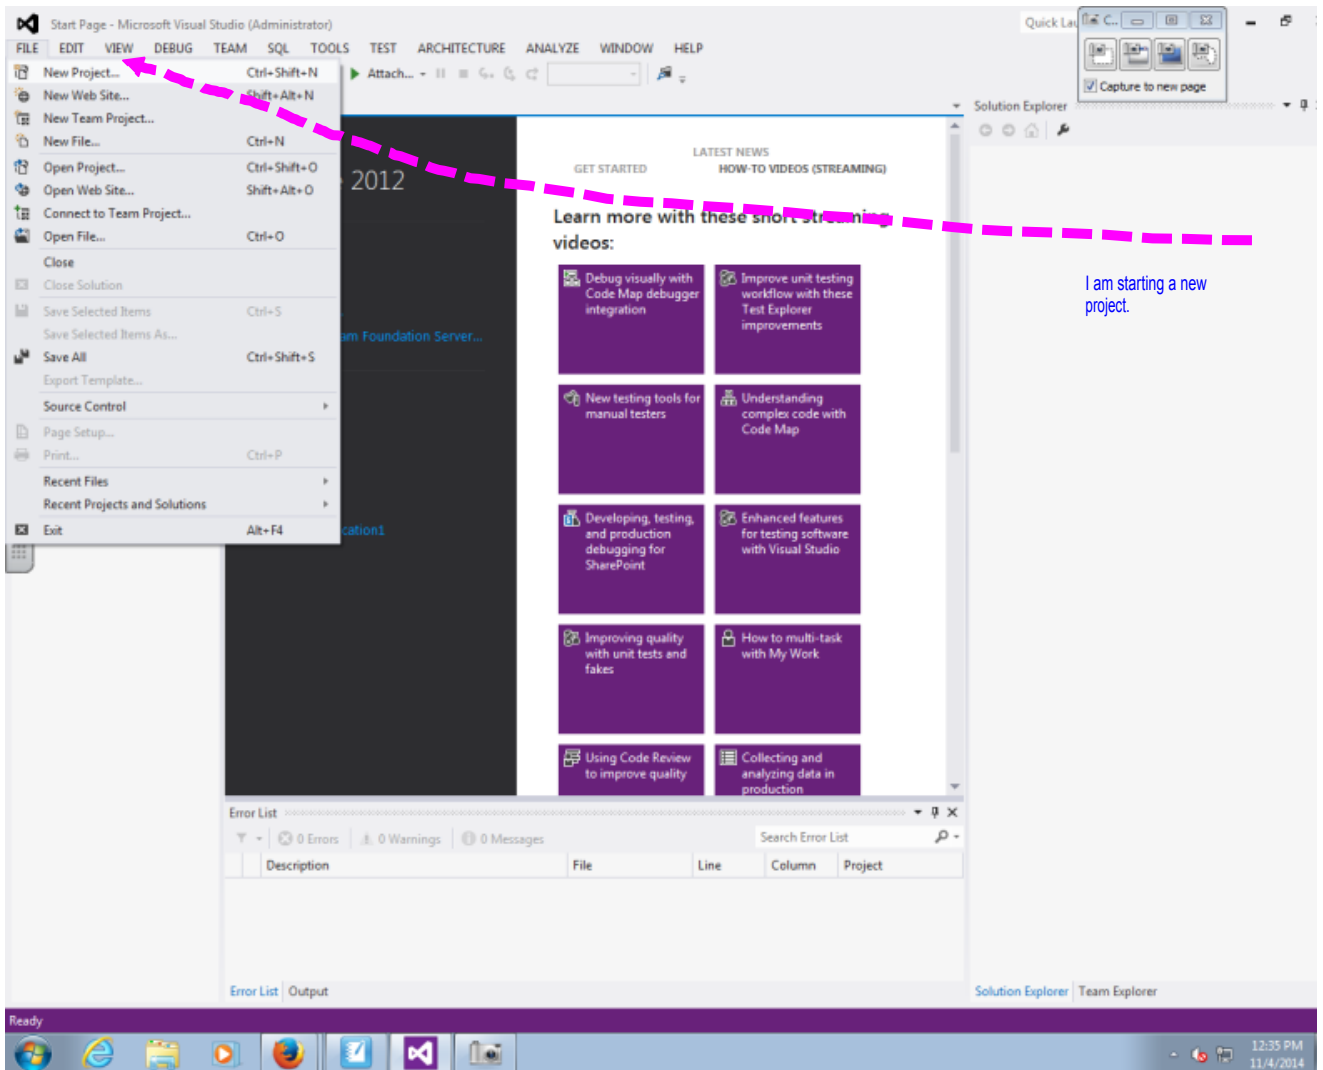 Start Page - Microsoft Visual Studio (Administrator)
Quick Lau
C...
FILE EDIT VIEW DEBUG TEAM SQL TOOLS TEST ARCHITECTURE ANALYZE WINDOW HELP
Capture to new page
Attach...
New Project... Ctrl+Shift+N
New Web Site... Shift+Alt+N
New Team Project...
New File... Ctrl+N
Open Project... Ctrl+Shift+O
Open Web Site... Shift+Alt+O
Connect to Team Project...
Open File... Ctrl+O
Close
Close Solution
Save Selected Items Ctrl+S
Save Selected Items As...
Save All Ctrl+Shift+S
Export Template...
Source Control
Page Setup...
Print... Ctrl+P
Recent Files
Recent Projects and Solutions
Exit Alt+F4
2012
am Foundation Server...
cation1
LATEST NEWS
GET STARTED HOW-TO VIDEOS (STREAMING)
Learn more with these short streaming
videos:
Debug visually with
Code Map debugger
integration
Improve unit testing
workflow with these
Test Explorer
improvements
New testing tools for
manual testers
Understanding
complex code with
Code Map
Developing, testing,
and production
debugging for
SharePoint
Enhanced features
for testing software
with Visual Studio
Improving quality
with unit tests and
fakes
How to multi-task
with My Work
Using Code Review
to improve quality
Collecting and
analyzing data in
production
Solution Explorer
I am starting a new
project.
Error List
0 Errors 0 Warnings 0 Messages
Search Error List
Description File Line Column Project
Error List Output
Solution Explorer Team Explorer
Ready
12:35 PM
11/4/2014